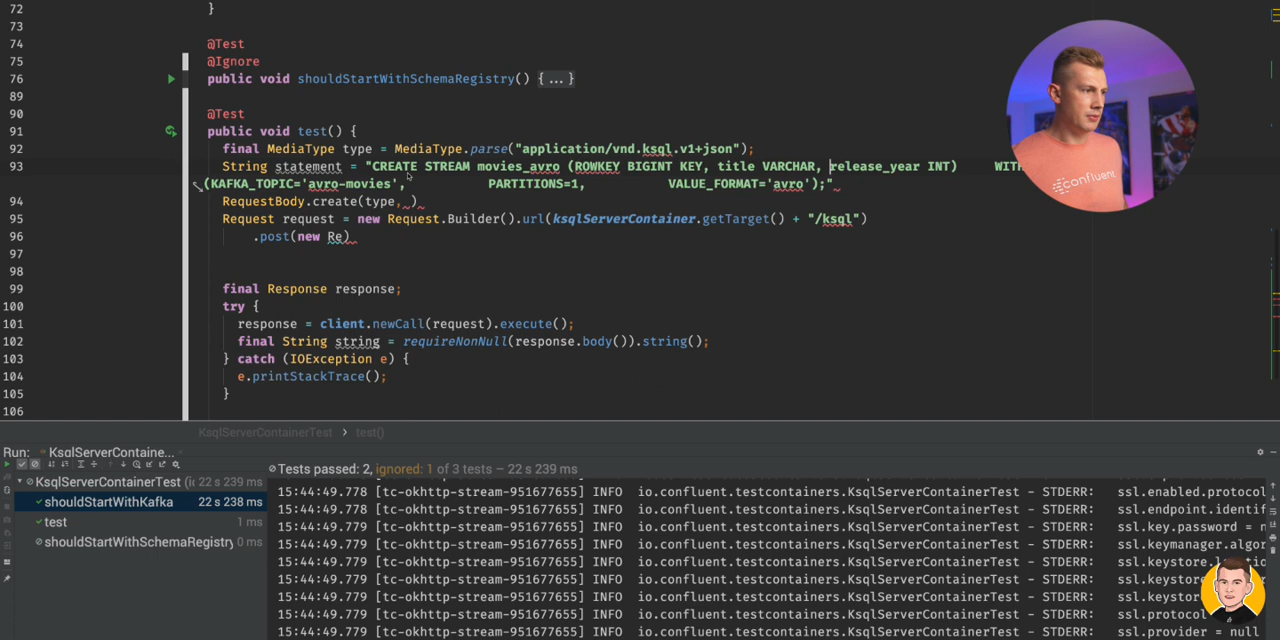 72 }
73
74 @Test
75 @Ignore
76 public void shouldStartWithSchemaRegistry() {...}
89
90 @Test
91 public void test() {
92 final MediaType type = MediaType.parse("application/vnd.ksql.v1+json");
93 String statement = "CREATE STREAM movies_avro (ROWKEY BIGINT KEY, title VARCHAR, release_year INT) WIT
(KAFKA_TOPIC='avro-movies', PARTITIONS=1, VALUE_FORMAT='avro');"
94 RequestBody.create(type, )
95 Request request = new Request.Builder().url(ksqlServerContainer.getTarget() + "/ksql")
96 .post(new Re)
97
98
99 final Response response;
100 try {
101 response = client.newCall(request).execute();
102 final String string = requireNonNull(response.body()).string();
103 } catch (IOException e) {
104 e.printStackTrace();
105 }
106
confluent
KsqlServerContainerTest > test()
Run: KsqlServerContaine...
Tests passed: 2, ignored: 1 of 3 tests – 22 s 239 ms
KsqlServerContainerTest (i 22 s 239 ms
shouldStartWithKafka 22 s 238 ms
test 1 ms
shouldStartWithSchemaRegistry 0 ms
15:44:49.778 [tc-okhttp-stream-951677655] INFO io.confluent.testcontainers.KsqlServerContainerTest - STDERR: ssl.enabled.protocol
15:44:49.778 [tc-okhttp-stream-951677655] INFO io.confluent.testcontainers.KsqlServerContainerTest - STDERR: ssl.endpoint.identif
15:44:49.779 [tc-okhttp-stream-951677655] INFO io.confluent.testcontainers.KsqlServerContainerTest - STDERR: ssl.key.password = n
15:44:49.779 [tc-okhttp-stream-951677655] INFO io.confluent.testcontainers.KsqlServerContainerTest - STDERR: ssl.keymanager.algor
15:44:49.779 [tc-okhttp-stream-951677655] INFO io.confluent.testcontainers.KsqlServerContainerTest - STDERR: ssl.keystore.locatio
15:44:49.779 [tc-okhttp-stream-951677655] INFO io.confluent.testcontainers.KsqlServerContainerTest - STDERR: ssl.keysto
15:44:49.779 [tc-okhttp-stream-951677655] INFO io.confluent.testcontainers.KsqlServerContainerTest - STDERR: ssl.keysto
15:44:49.779 [tc-okhttp-stream-951677655] INFO io.confluent.testcontainers.KsqlServerContainerTest - STDERR: ssl.protoc
15:44:49.779 [tc-okhttp-stream-951677655] INFO io.confluent.testcontainers.KsqlServerContainerTest - STDERR: ssl.provider = null